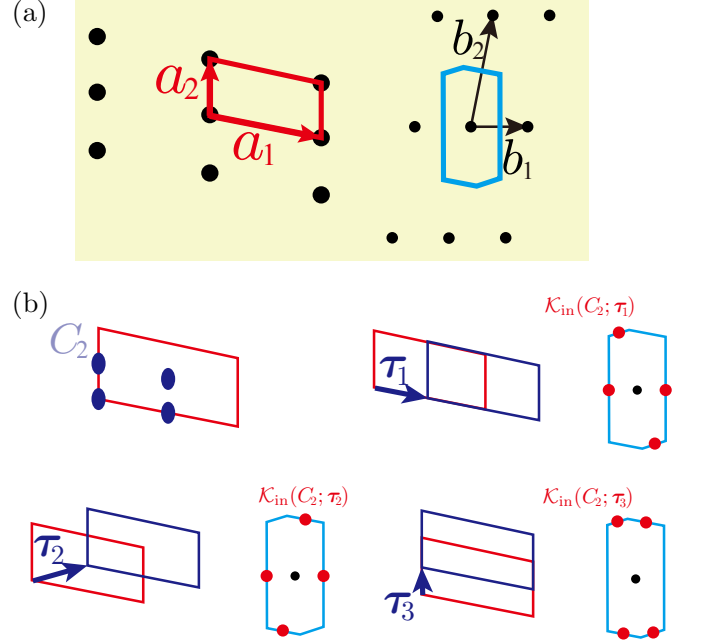 (a)
a₂
a₁
b₂
b₁
(b)
C₂
τ₁
𝒦ᵢₙ(C₂; τ₁)
τ₂
𝒦ᵢₙ(C₂; τ₂)
τ₃
𝒦ᵢₙ(C₂; τ₃)